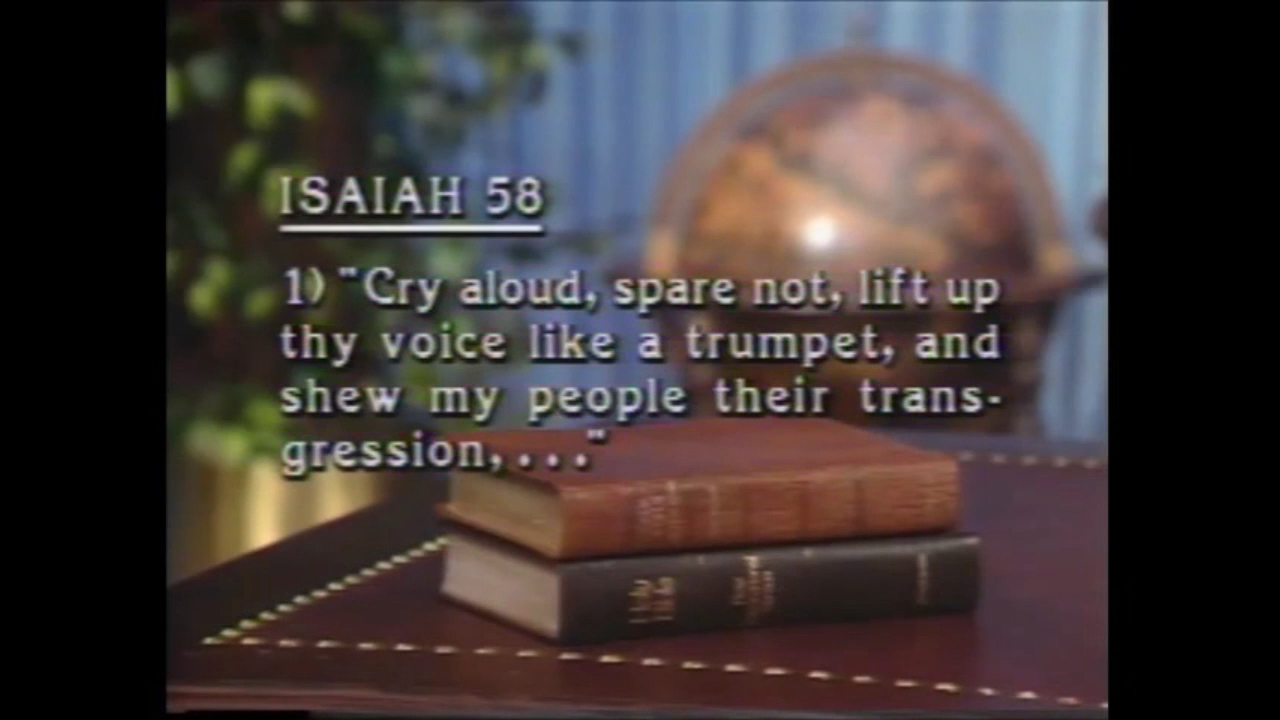 ISAIAH 58
1) "Cry aloud, spare not, lift up
thy voice like a trumpet, and
shew my people their trans-
gression, . . ."